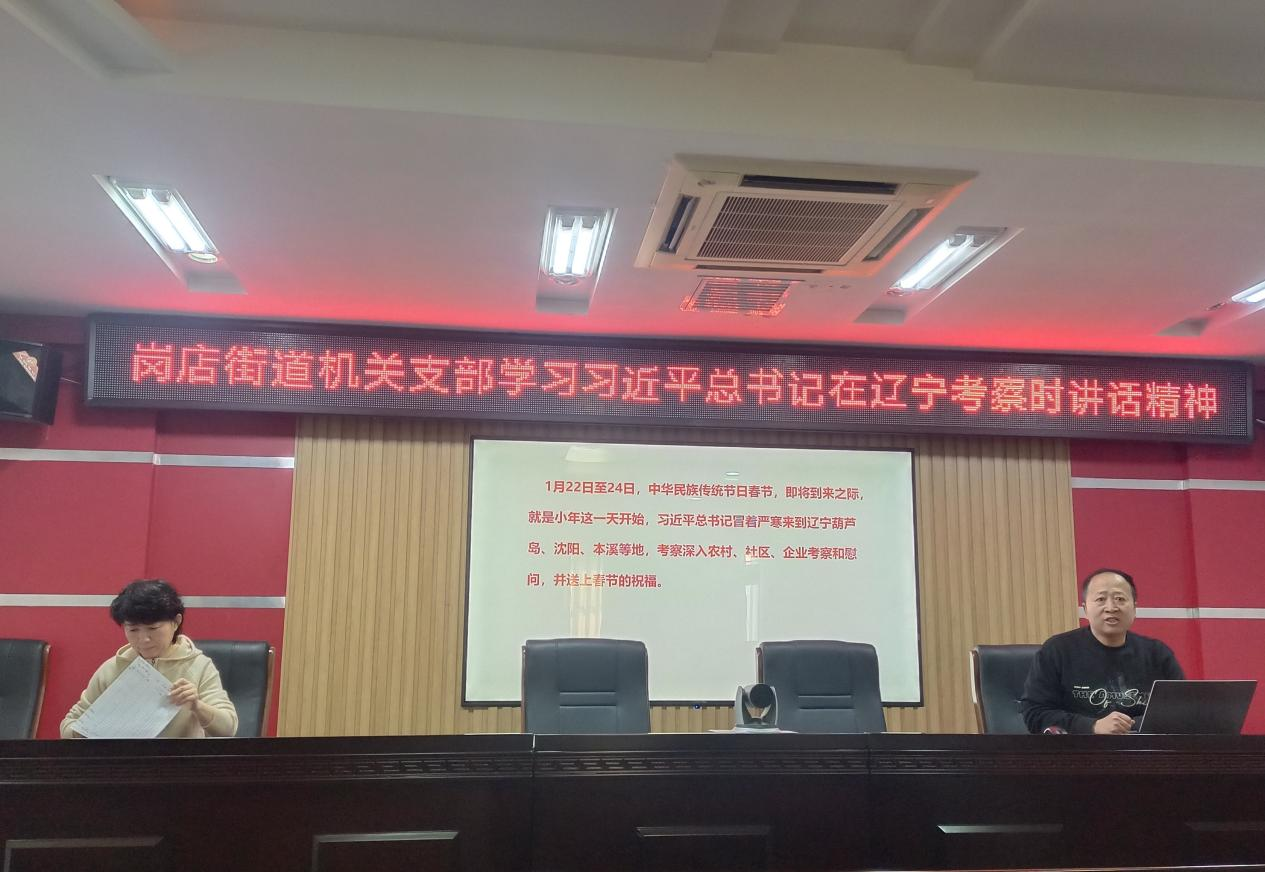 岗店街道机关支部学习习近平总书记在辽宁考察时讲话精神
1月22日至24日，中华民族传统节日春节，即将到来之际，
就是小年这一天开始，习近平总书记冒着严寒来到辽宁葫芦
岛、沈阳、本溪等地，考察深入农村、社区、企业考察和慰
问，并送上春节的祝福。